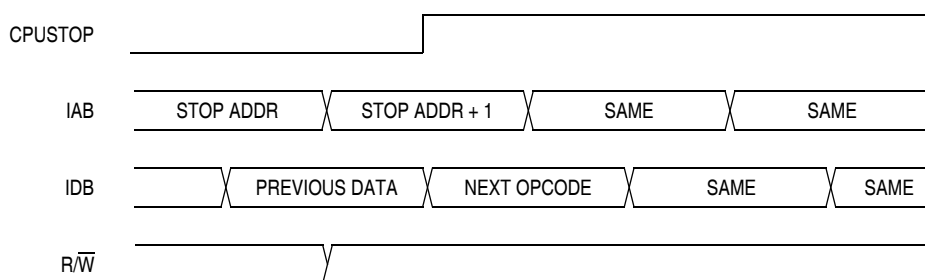 CPUSTOP
IAB STOP ADDR STOP ADDR + 1 SAME SAME
IDB PREVIOUS DATA NEXT OPCODE SAME SAME
R/W̅